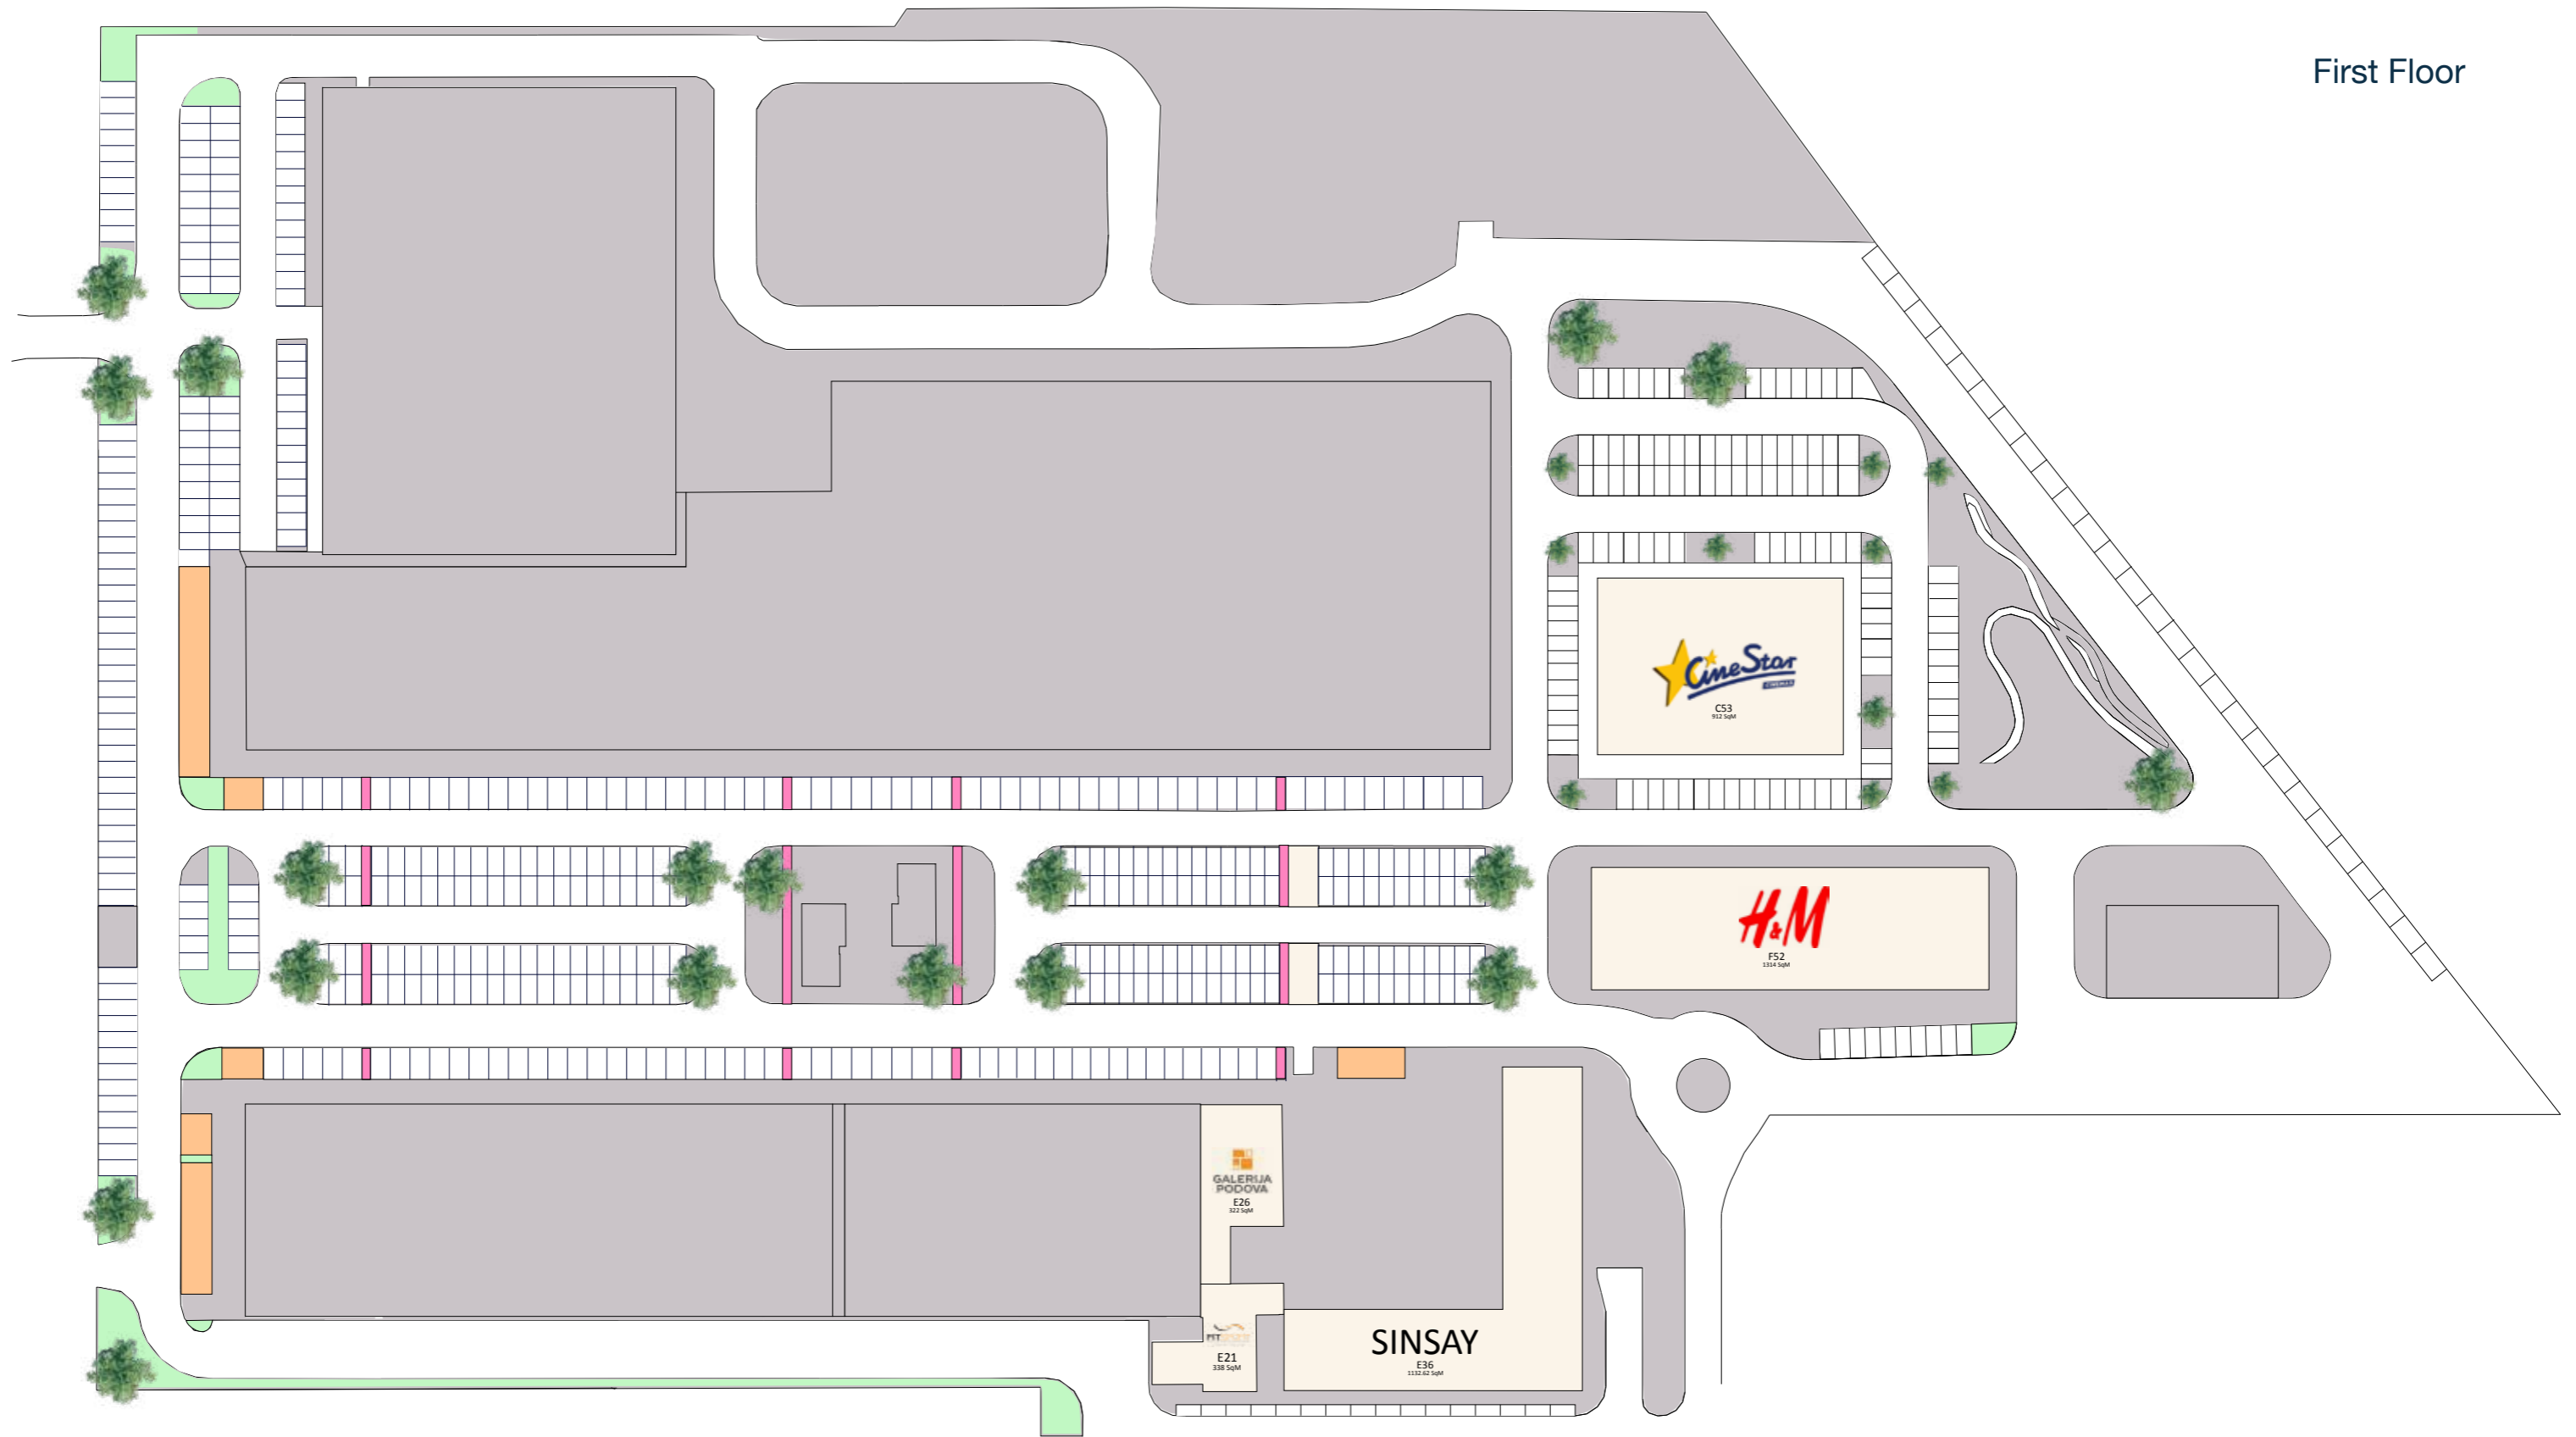 First Floor
CineStar
CINEMAS
C53
912 SqM
H&M
F52
1314 SqM
GALERIJA
PODOVA
E26
322 SqM
E21
338 SqM
SINSAY
E36
1132.62 SqM